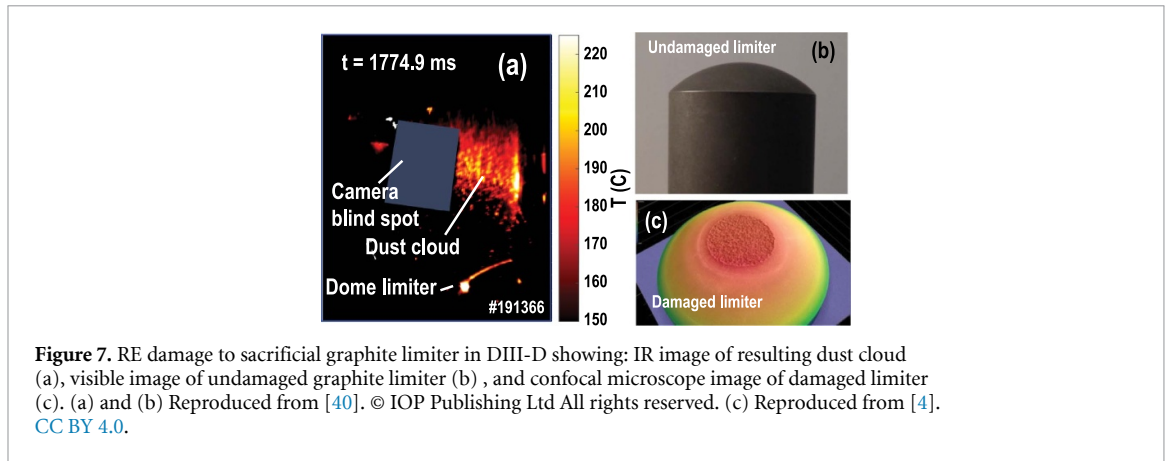 t = 1774.9 ms
(a)
Camera
blind spot
Dust cloud
Dome limiter
#191366
220
210
200
190
180
170
160
150
T (C)
Undamaged limiter
(b)
(c)
Damaged limiter
Figure 7. RE damage to sacrificial graphite limiter in DIII-D showing: IR image of resulting dust cloud
(a), visible image of undamaged graphite limiter (b) , and confocal microscope image of damaged limiter
(c). (a) and (b) Reproduced from [40]. © IOP Publishing Ltd All rights reserved. (c) Reproduced from [4].
CC BY 4.0.